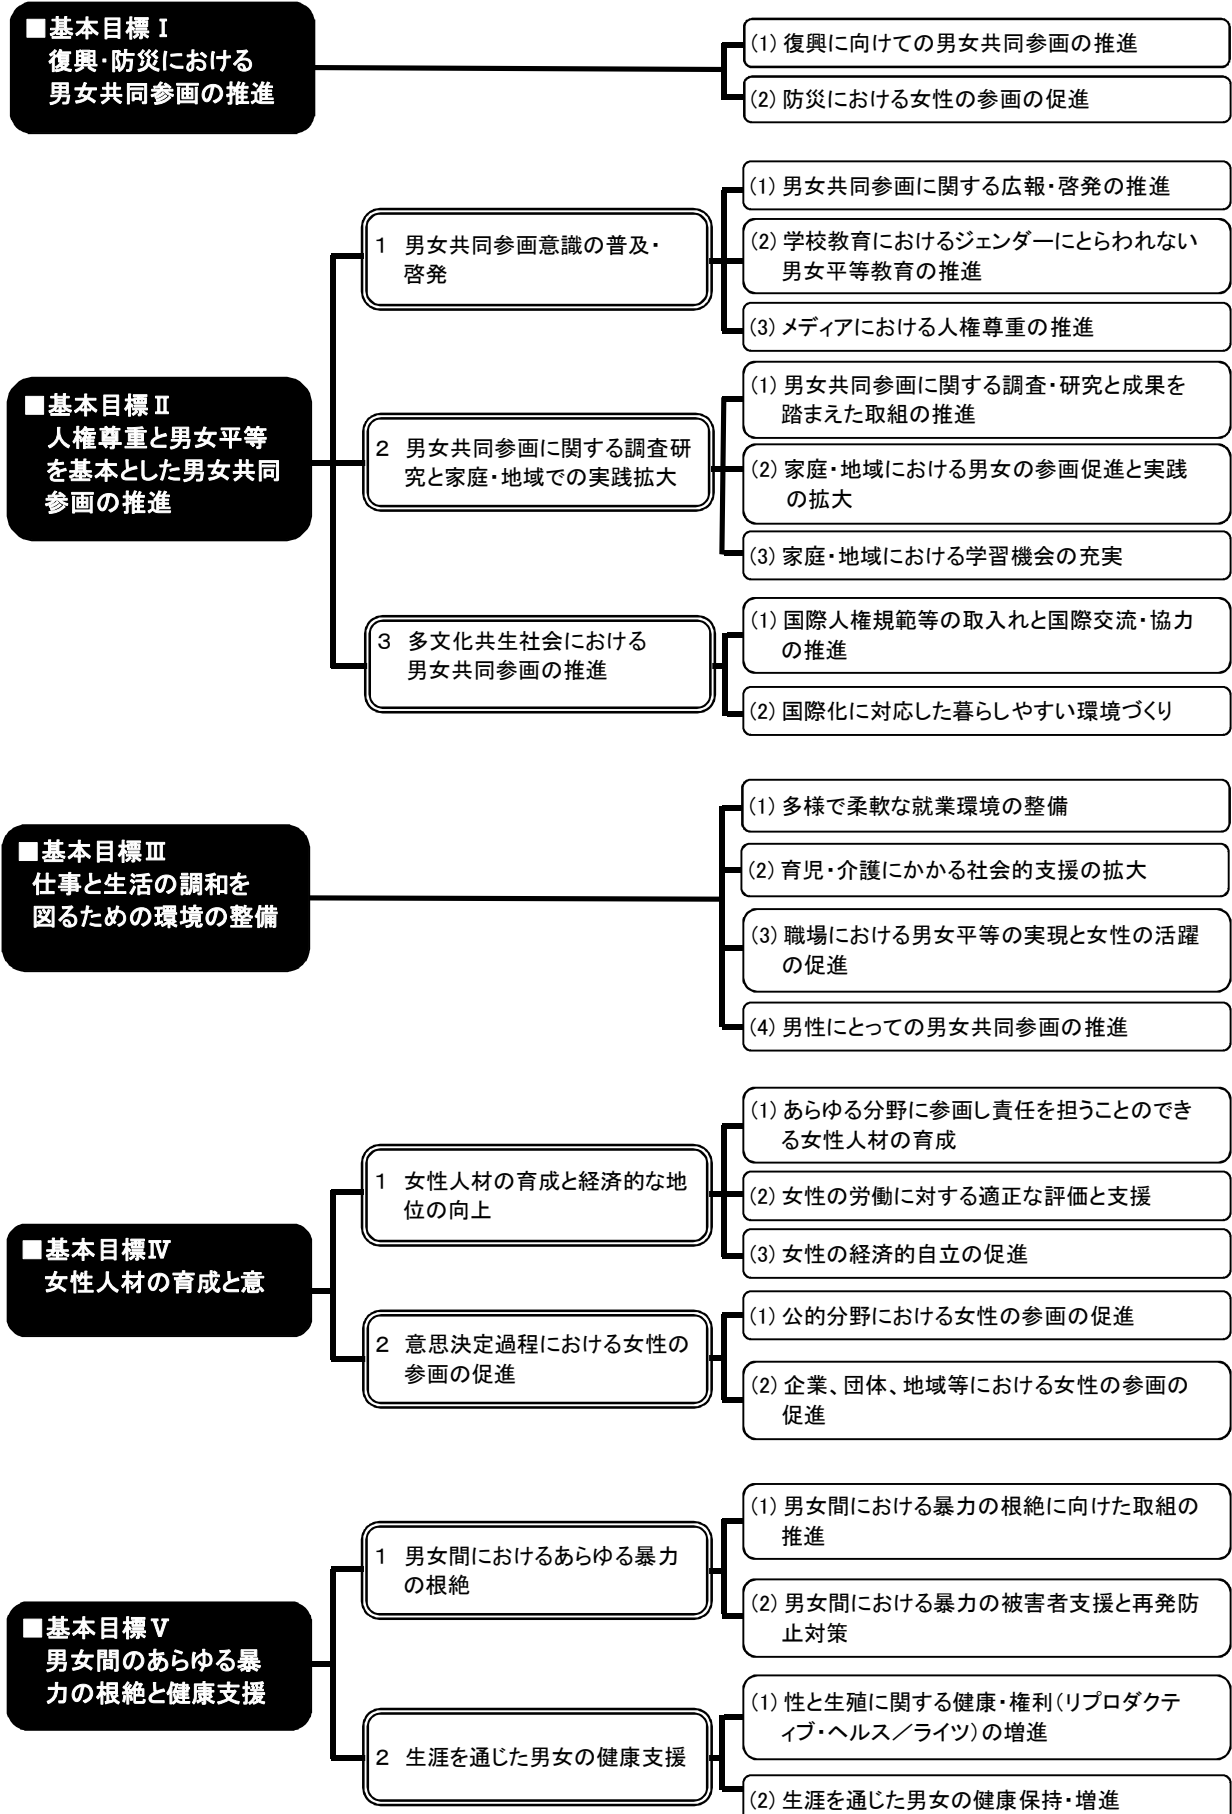 ■基本目標Ⅰ
復興・防災における
男女共同参画の推進
(1) 復興に向けての男女共同参画の推進
(2) 防災における女性の参画の促進
■基本目標Ⅱ
人権尊重と男女平等
を基本とした男女共同
参画の推進
1 男女共同参画意識の普及・
啓発
(1) 男女共同参画に関する広報・啓発の推進
(2) 学校教育におけるジェンダーにとらわれない
男女平等教育の推進
(3) メディアにおける人権尊重の推進
2 男女共同参画に関する調査研
究と家庭・地域での実践拡大
(1) 男女共同参画に関する調査・研究と成果を
踏まえた取組の推進
(2) 家庭・地域における男女の参画促進と実践
の拡大
(3) 家庭・地域における学習機会の充実
3 多文化共生社会における
男女共同参画の推進
(1) 国際人権規範等の取入れと国際交流・協力
の推進
(2) 国際化に対応した暮らしやすい環境づくり
■基本目標Ⅲ
仕事と生活の調和を
図るための環境の整備
(1) 多様で柔軟な就業環境の整備
(2) 育児・介護にかかる社会的支援の拡大
(3) 職場における男女平等の実現と女性の活躍
の促進
(4) 男性にとっての男女共同参画の推進
■基本目標Ⅳ
女性人材の育成と意
1 女性人材の育成と経済的な地
位の向上
(1) あらゆる分野に参画し責任を担うことのでき
る女性人材の育成
(2) 女性の労働に対する適正な評価と支援
(3) 女性の経済的自立の促進
2 意思決定過程における女性の
参画の促進
(1) 公的分野における女性の参画の促進
(2) 企業、団体、地域等における女性の参画の
促進
■基本目標Ⅴ
男女間のあらゆる暴
力の根絶と健康支援
1 男女間におけるあらゆる暴力
の根絶
(1) 男女間における暴力の根絶に向けた取組の
推進
(2) 男女間における暴力の被害者支援と再発防
止対策
2 生涯を通じた男女の健康支援
(1) 性と生殖に関する健康・権利(リプロダクテ
ィブ・ヘルス／ライツ)の増進
(2) 生涯を通じた男女の健康保持・増進